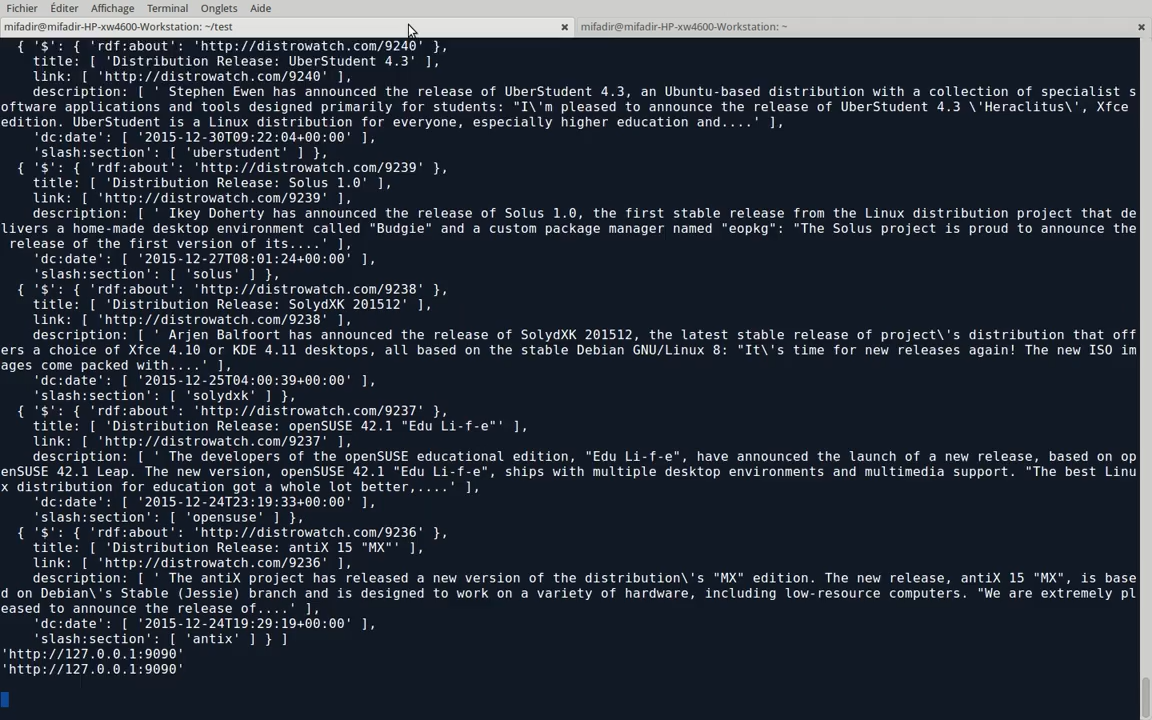 Fichier Éditer Affichage Terminal Onglets Aide
mifadir@mifadir-HP-xw4600-Workstation: ~/test × mifadir@mifadir-HP-xw4600-Workstation: ~ ×
{ '$': { 'rdf:about': 'http://distrowatch.com/9240' },
title: [ 'Distribution Release: UberStudent 4.3' ],
link: [ 'http://distrowatch.com/9240' ],
description: [ ' Stephen Ewen has announced the release of UberStudent 4.3, an Ubuntu-based distribution with a collection of specialist s
oftware applications and tools designed primarily for students: "I\'m pleased to announce the release of UberStudent 4.3 \'Heraclitus\', Xfce
edition. UberStudent is a Linux distribution for everyone, especially higher education and....' ],
'dc:date': [ '2015-12-30T09:22:04+00:00' ],
'slash:section': [ 'uberstudent' ] },
{ '$': { 'rdf:about': 'http://distrowatch.com/9239' },
title: [ 'Distribution Release: Solus 1.0' ],
link: [ 'http://distrowatch.com/9239' ],
description: [ ' Ikey Doherty has announced the release of Solus 1.0, the first stable release from the Linux distribution project that de
livers a home-made desktop environment called "Budgie" and a custom package manager named "eopkg": "The Solus project is proud to announce the
release of the first version of its....' ],
'dc:date': [ '2015-12-27T08:01:24+00:00' ],
'slash:section': [ 'solus' ] },
{ '$': { 'rdf:about': 'http://distrowatch.com/9238' },
title: [ 'Distribution Release: SolydXK 201512' ],
link: [ 'http://distrowatch.com/9238' ],
description: [ ' Arjen Balfoort has announced the release of SolydXK 201512, the latest stable release of project\'s distribution that off
ers a choice of Xfce 4.10 or KDE 4.11 desktops, all based on the stable Debian GNU/Linux 8: "It\'s time for new releases again! The new ISO im
ages come packed with....' ],
'dc:date': [ '2015-12-25T04:00:39+00:00' ],
'slash:section': [ 'solydxk' ] },
{ '$': { 'rdf:about': 'http://distrowatch.com/9237' },
title: [ 'Distribution Release: openSUSE 42.1 "Edu Li-f-e"' ],
link: [ 'http://distrowatch.com/9237' ],
description: [ ' The developers of the openSUSE educational edition, "Edu Li-f-e", have announced the launch of a new release, based on op
enSUSE 42.1 Leap. The new version, openSUSE 42.1 "Edu Li-f-e", ships with multiple desktop environments and multimedia support. "The best Linu
x distribution for education got a whole lot better,....' ],
'dc:date': [ '2015-12-24T23:19:33+00:00' ],
'slash:section': [ 'opensuse' ] },
{ '$': { 'rdf:about': 'http://distrowatch.com/9236' },
title: [ 'Distribution Release: antiX 15 "MX"' ],
link: [ 'http://distrowatch.com/9236' ],
description: [ ' The antiX project has released a new version of the distribution\'s "MX" edition. The new release, antiX 15 "MX", is base
d on Debian\'s Stable (Jessie) branch and is designed to work on a variety of hardware, including low-resource computers. "We are extremely pl
eased to announce the release of....' ],
'dc:date': [ '2015-12-24T19:29:19+00:00' ],
'slash:section': [ 'antix' ] } ]
'http://127.0.0.1:9090'
'http://127.0.0.1:9090'